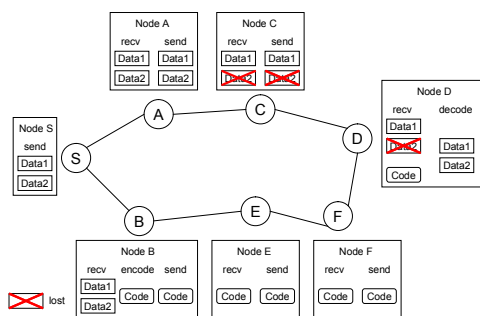 Node A
recv send
Data1 Data1
Data2 Data2
Node C
recv send
Data1 Data1
Data2 Data2
Node D
recv decode
Data1
Data2 Data1
Data2
Code
Node S
send
Data1
Data2
A
C
D
S
B
E
F
Node B
recv encode send
Data1
Code Code
Data2
Node E
recv send
Code Code
Node F
recv send
Code Code
lost